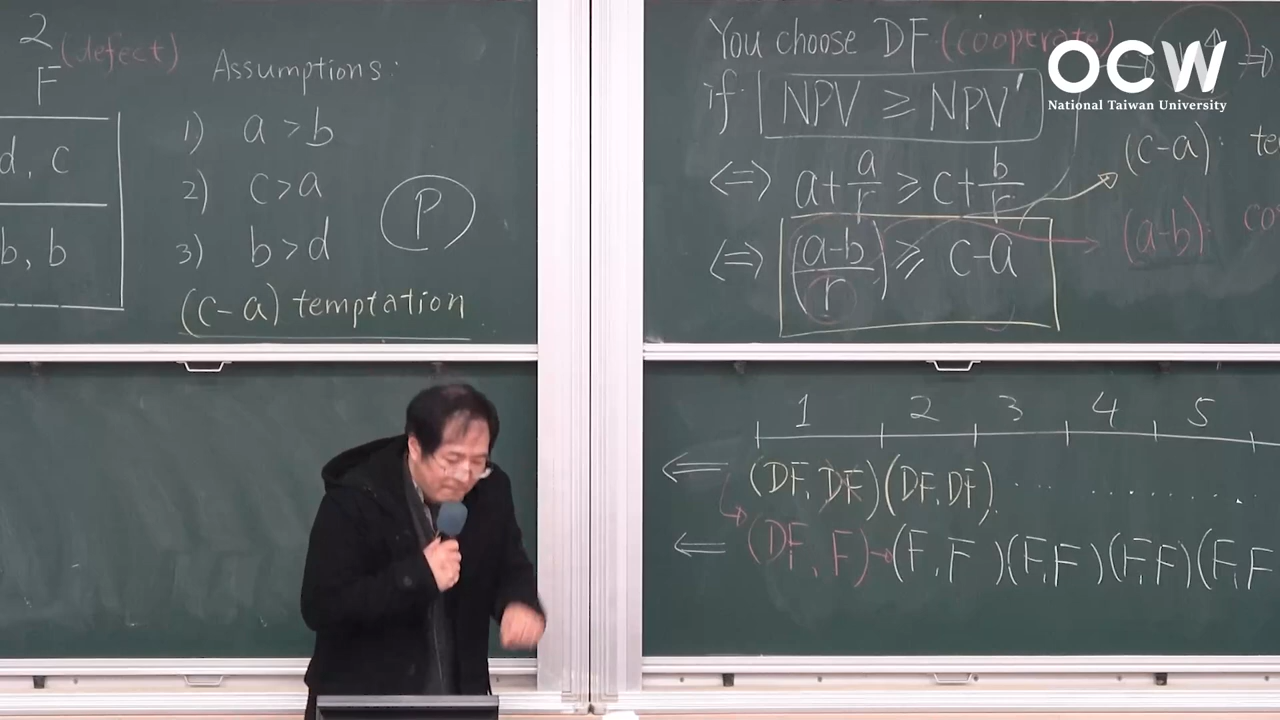 2
F (defect)
d, c
b, b
Assumptions:
1) a > b
2) c > a
3) b > d
P
(c-a) temptation
You choose DF (cooperate)
if NPV ≥ NPV'
<=> a + a/r ≥ c + b/r
<=> (a-b)/r ≥ c-a
(c-a):
(a-b):
1 2 3 4 5
<= (DF, DF) (DF, DF) . . . . . . . . .
<= (DF, F) → (F, F) (F, F) (F, F) (F, F
OCW
National Taiwan University